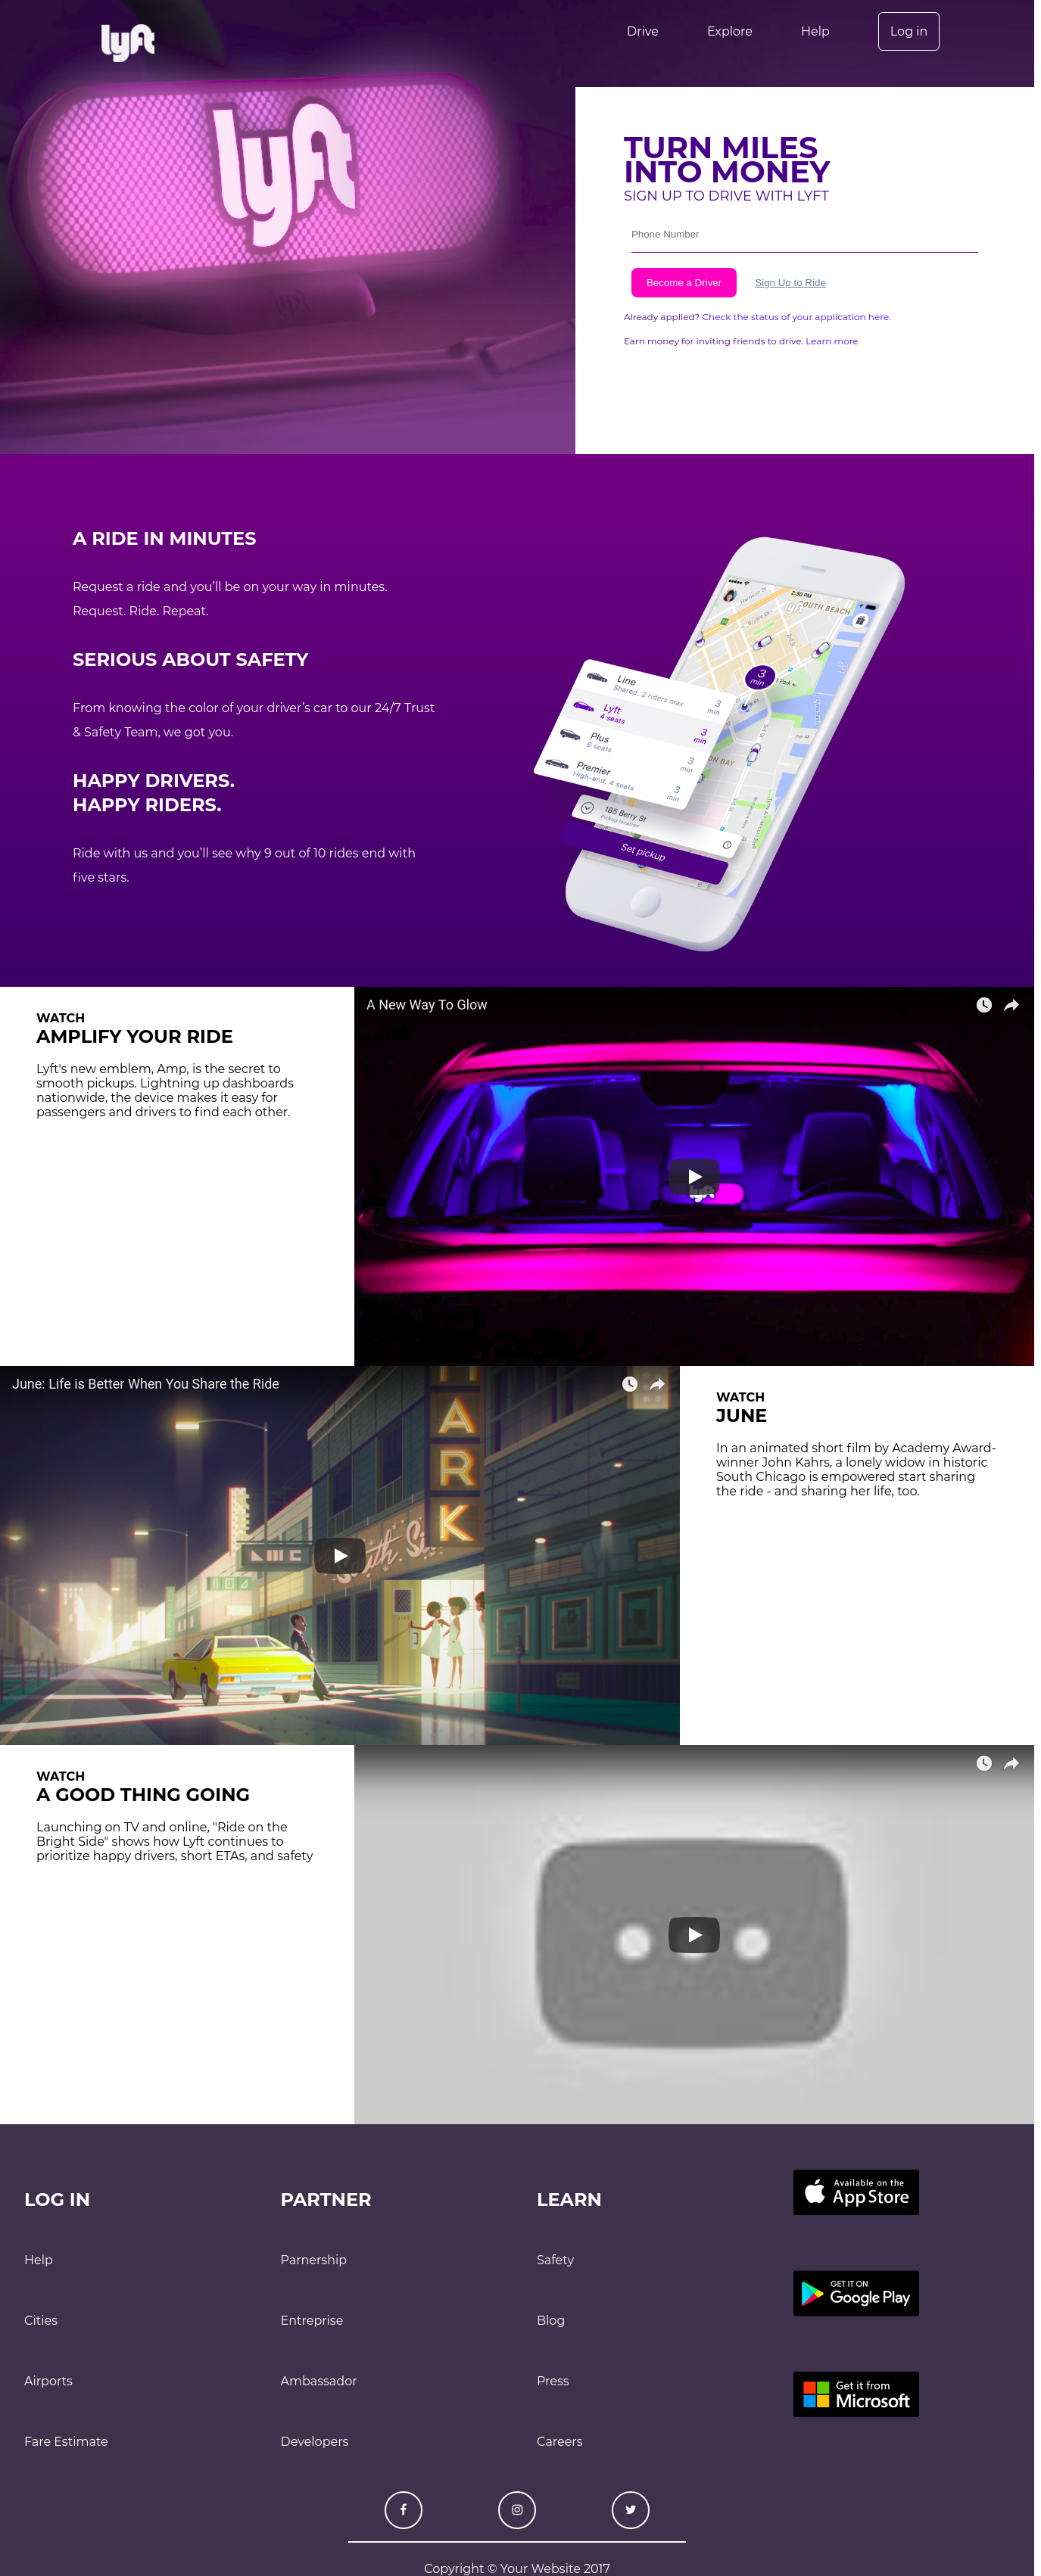 lyft
Drive
Explore
Help
Log in
lyft
TURN MILES
INTO MONEY
SIGN UP TO DRIVE WITH LYFT
Phone Number
Become a Driver
Sign Up to Ride
Already applied? Check the status of your application here.
Earn money for inviting friends to drive. Learn more
A RIDE IN MINUTES
Request a ride and you’ll be on your way in minutes.
Request. Ride. Repeat.
SERIOUS ABOUT SAFETY
From knowing the color of your driver’s car to our 24/7 Trust
& Safety Team, we got you.
HAPPY DRIVERS.
HAPPY RIDERS.
Ride with us and you’ll see why 9 out of 10 rides end with
five stars.
2:30 PM
lyft
SOUTH BEACH
3
min
Line
Shared, 2 riders max
3
min
Lyft
4 seats
3
min
Plus
6 seats
3
min
Premier
High-end, 4 seats
3
min
185 Berry St
Pickup location
Set pickup
WATCH
AMPLIFY YOUR RIDE
Lyft's new emblem, Amp, is the secret to
smooth pickups. Lightning up dashboards
nationwide, the device makes it easy for
passengers and drivers to find each other.
A New Way To Glow
lyft
June: Life is Better When You Share the Ride
ARK
WATCH
JUNE
In an animated short film by Academy Award-
winner John Kahrs, a lonely widow in historic
South Chicago is empowered start sharing
the ride - and sharing her life, too.
WATCH
A GOOD THING GOING
Launching on TV and online, "Ride on the
Bright Side" shows how Lyft continues to
prioritize happy drivers, short ETAs, and safety
LOG IN
Help
Cities
Airports
Fare Estimate
PARTNER
Parnership
Entreprise
Ambassador
Developers
LEARN
Safety
Blog
Press
Careers
Available on the
App Store
GET IT ON
Google Play
Get it from
Microsoft
Copyright © Your Website 2017